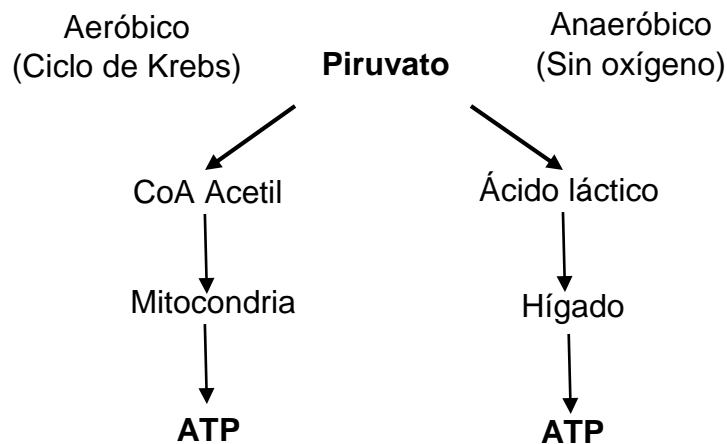 Aeróbico
(Ciclo de Krebs)
Piruvato
Anaeróbico
(Sin oxígeno)
CoA Acetil
Ácido láctico
Mitocondria
Hígado
ATP
ATP